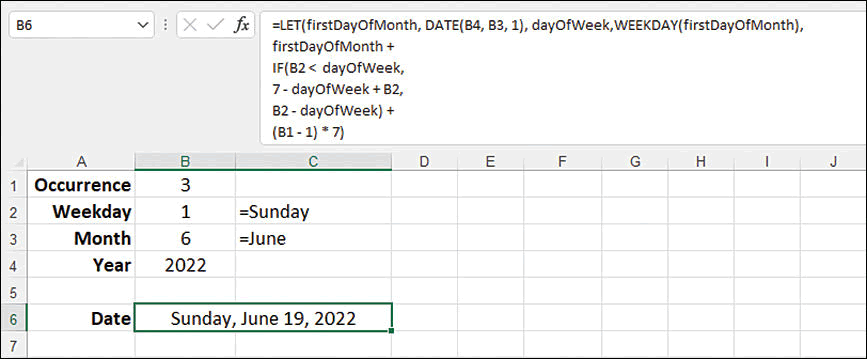 B6
fx
=LET(firstDayOfMonth, DATE(B4, B3, 1), dayOfWeek,WEEKDAY(firstDayOfMonth),
firstDayOfMonth +
IF(B2 < dayOfWeek,
7 - dayOfWeek + B2,
B2 - dayOfWeek) +
(B1 - 1) * 7)
A B C D E F G H I J
1 Occurrence 3
2 Weekday 1 =Sunday
3 Month 6 =June
4 Year 2022
5
6 Date Sunday, June 19, 2022
7